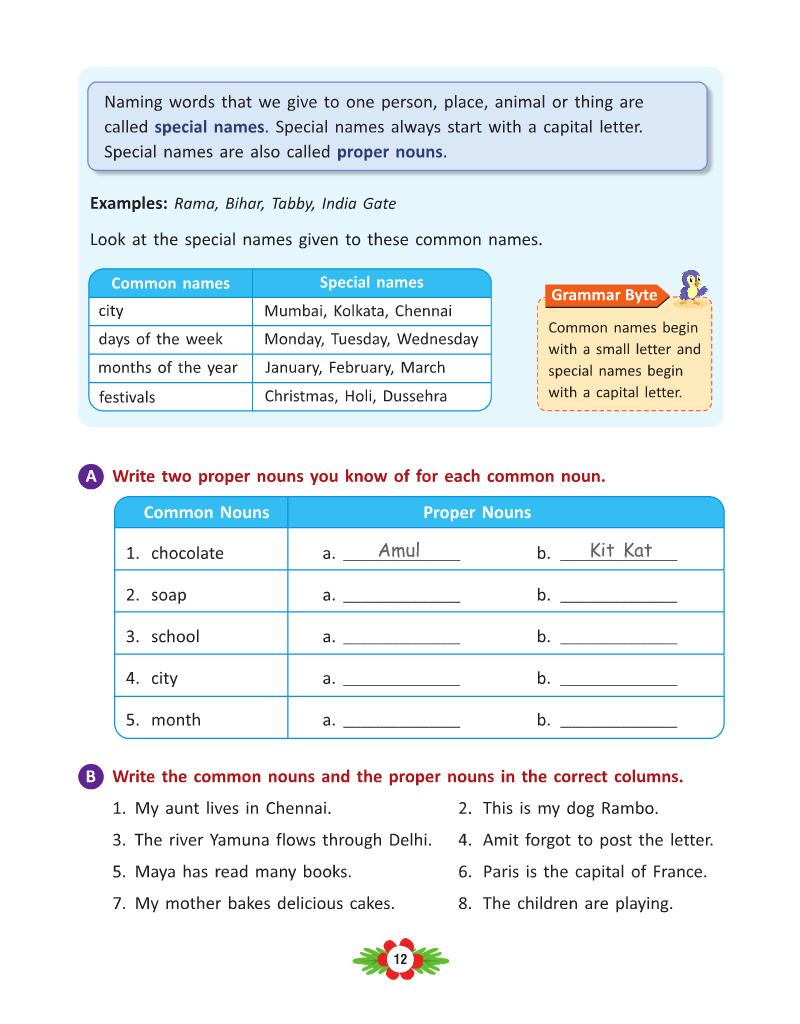 Naming words that we give to one person, place, animal or thing are
called special names. Special names always start with a capital letter.
Special names are also called proper nouns.
Examples: Rama, Bihar, Tabby, India Gate
Look at the special names given to these common names.
Common names Special names
city Mumbai, Kolkata, Chennai
days of the week Monday, Tuesday, Wednesday
months of the year January, February, March
festivals Christmas, Holi, Dussehra
Grammar Byte
Common names begin
with a small letter and
special names begin
with a capital letter.
A Write two proper nouns you know of for each common noun.
Common Nouns Proper Nouns
1. chocolate a. Amul b. Kit Kat
2. soap a. ____________ b. ____________
3. school a. ____________ b. ____________
4. city a. ____________ b. ____________
5. month a. ____________ b. ____________
B Write the common nouns and the proper nouns in the correct columns.
1. My aunt lives in Chennai. 2. This is my dog Rambo.
3. The river Yamuna flows through Delhi. 4. Amit forgot to post the letter.
5. Maya has read many books. 6. Paris is the capital of France.
7. My mother bakes delicious cakes. 8. The children are playing.
12